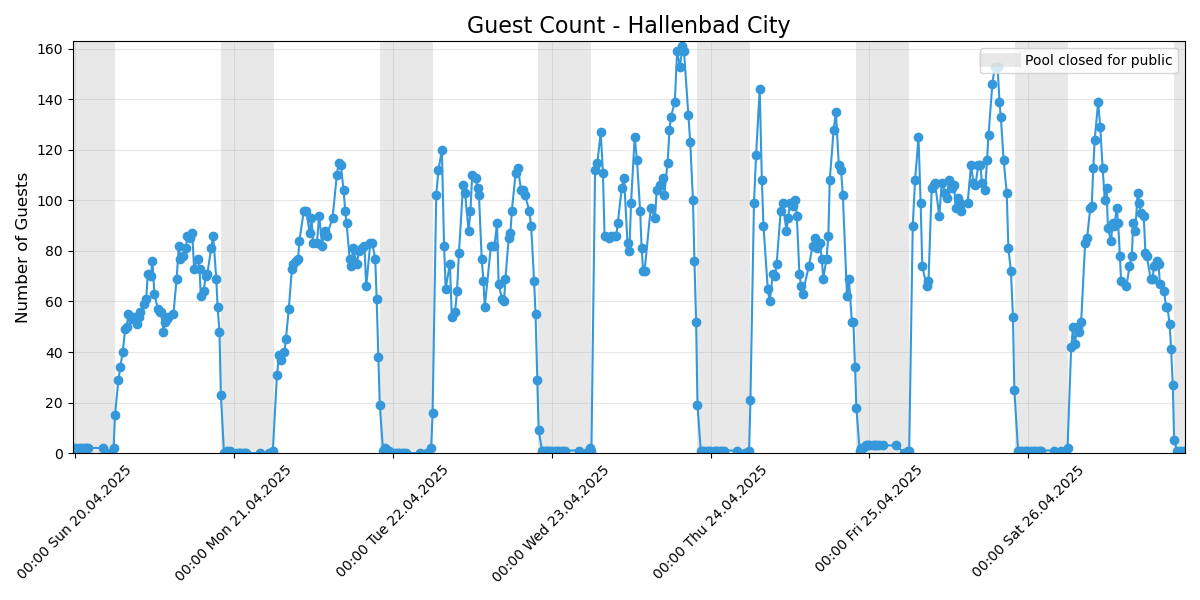 Guest Count - Hallenbad City
Number of Guests
160
140
120
100
80
60
40
20
0
Pool closed for public
00:00 Sun 20.04.2025
00:00 Mon 21.04.2025
00:00 Tue 22.04.2025
00:00 Wed 23.04.2025
00:00 Thu 24.04.2025
00:00 Fri 25.04.2025
00:00 Sat 26.04.2025